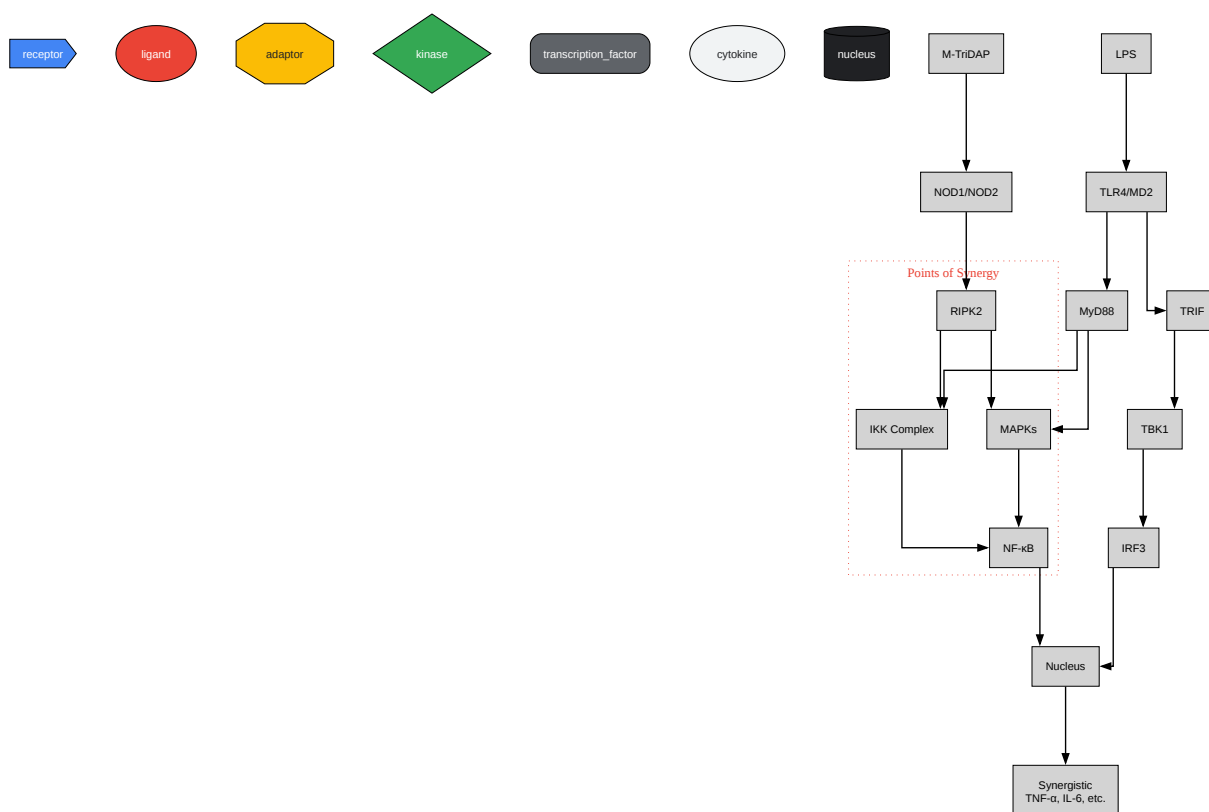 receptor
ligand
adaptor
kinase
transcription_factor
cytokine
nucleus
M-TriDAP
LPS
NOD1/NOD2
TLR4/MD2
Points of Synergy
RIPK2
MyD88
TRIF
IKK Complex
MAPKs
TBK1
NF-κB
IRF3
Nucleus
Synergistic
TNF-α, IL-6, etc.